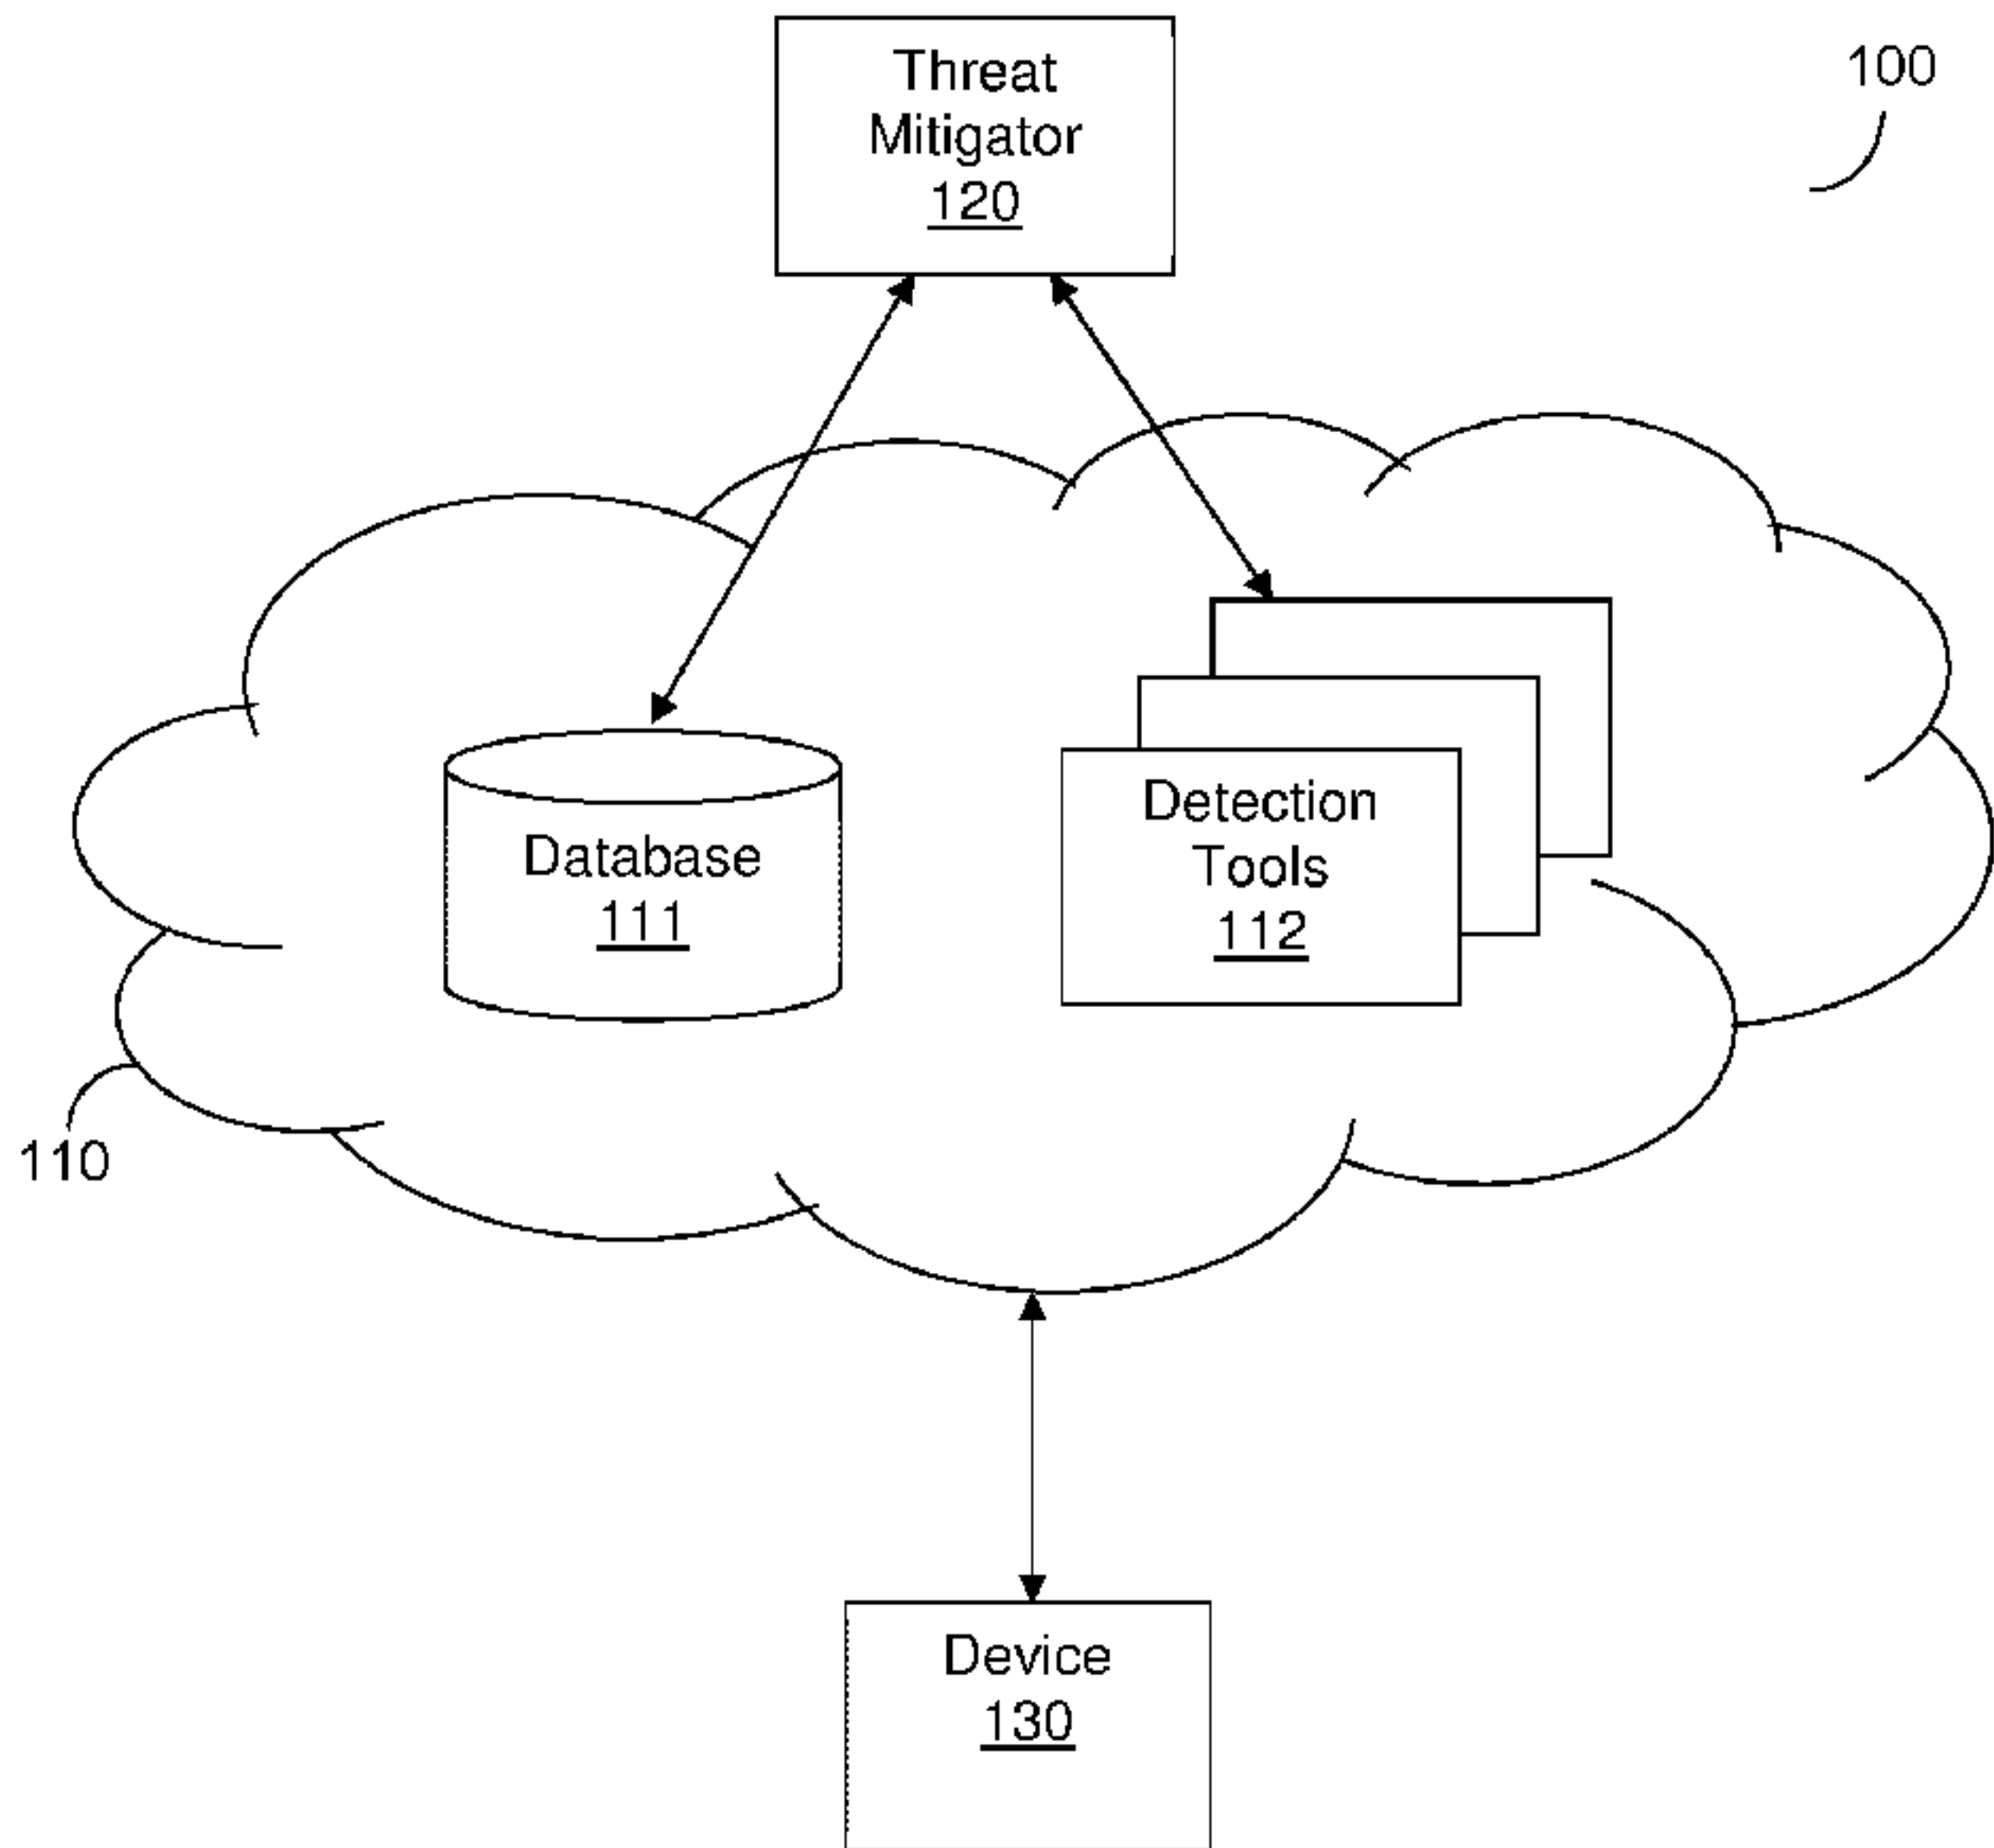 Threat
Mitigator
120
100
Database
111
Detection
Tools
112
110
Device
130